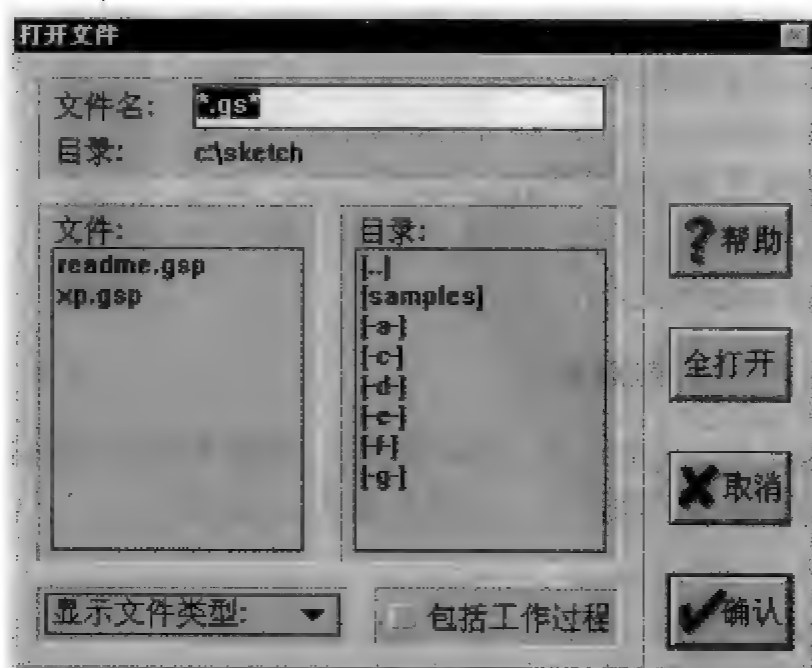 打开文件
文件名: *.gs*
目录: c:\sketch
文件:
readme.gsp
xp.gsp
目录:
[..]
[samples]
[-a-]
[-c-]
[-d-]
[-e-]
[-f-]
[-g-]
?帮助
全打开
取消
确认
显示文件类型:
包括工作过程